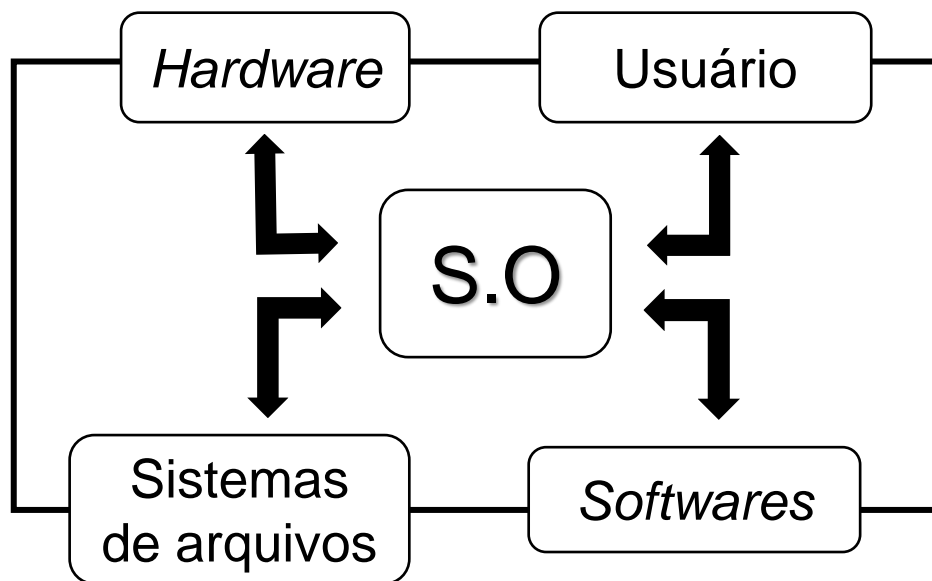 Hardware
Usuário
S.O
Sistemas
de arquivos
Softwares